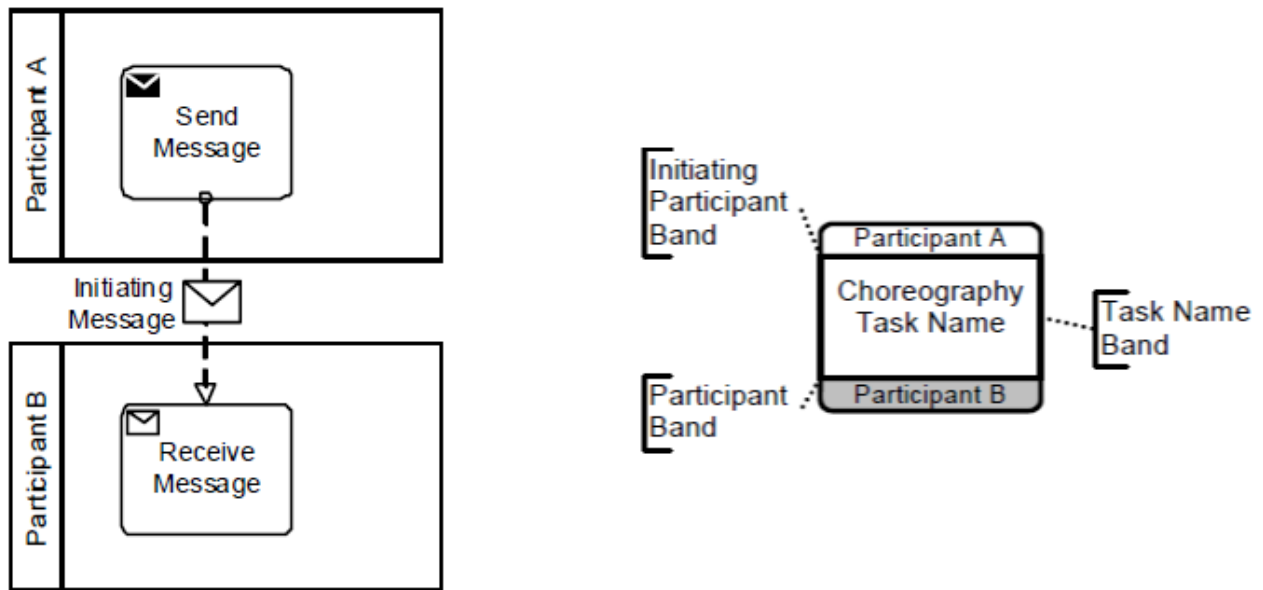 Participant A
Send
Message
Initiating
Message
Participant B
Receive
Message
Initiating
Participant
Band
Participant A
Choreography
Task Name
Task Name
Band
Participant
Band
Participant B